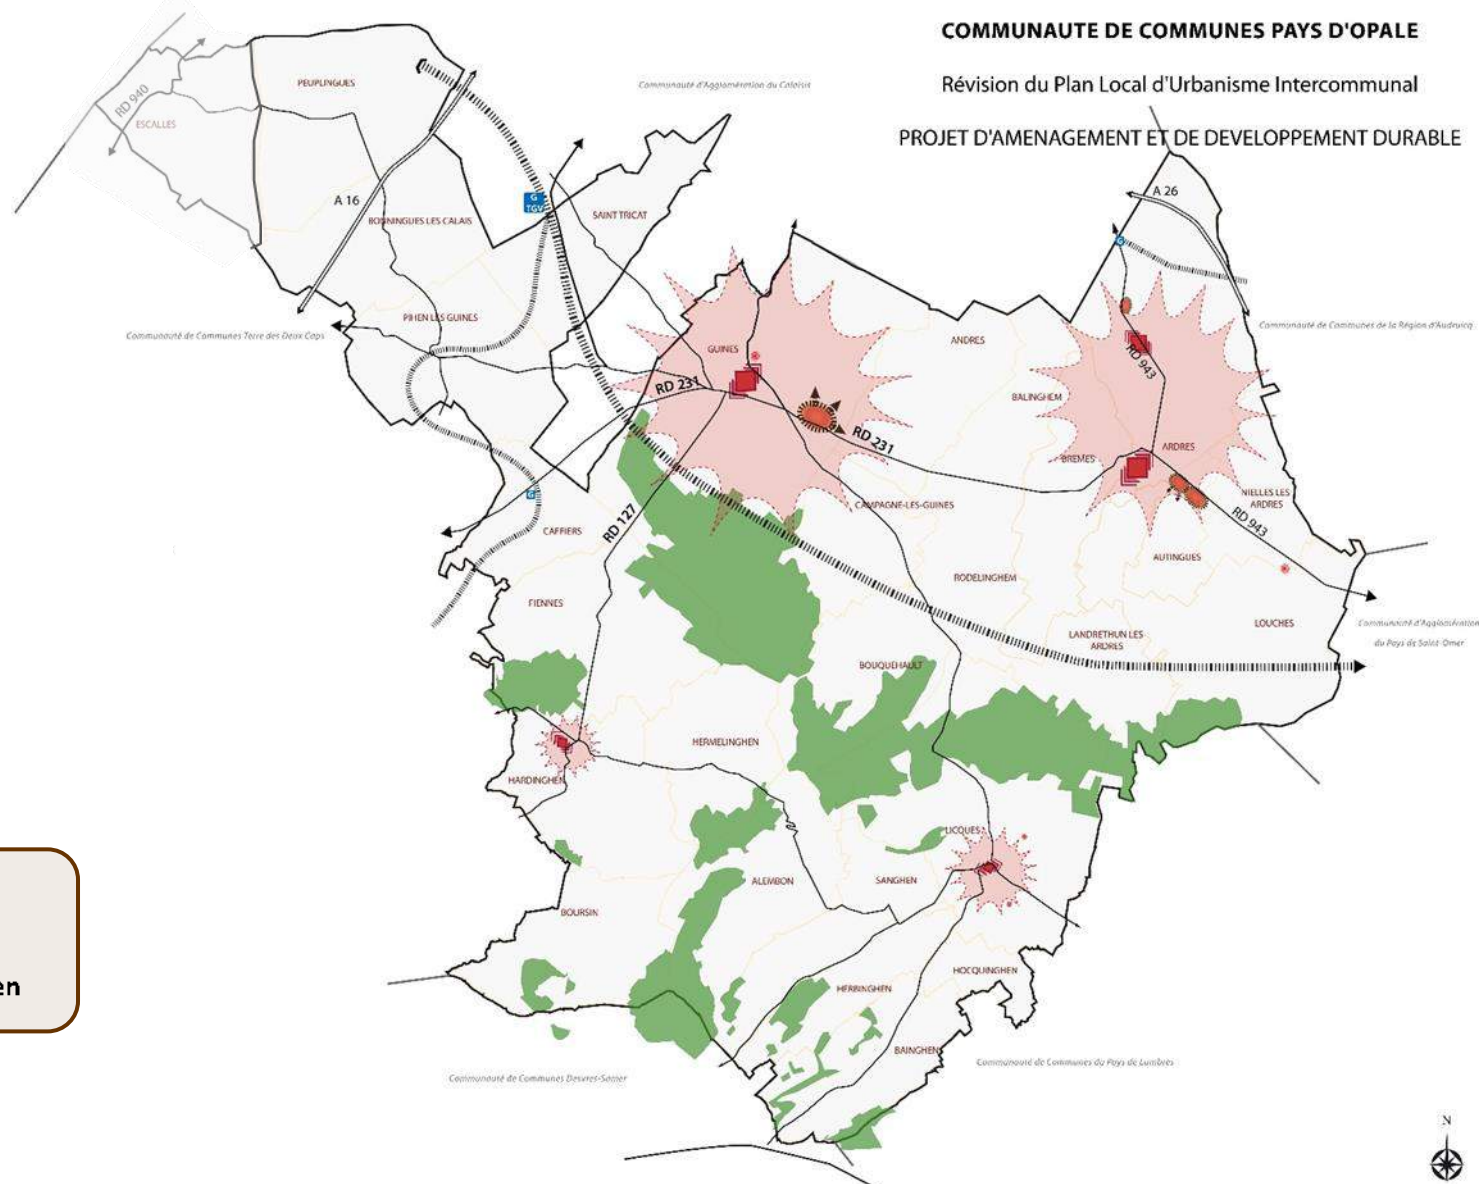 COMMUNAUTE DE COMMUNES PAYS D'OPALE
Révision du Plan Local d'Urbanisme Intercommunal
PROJET D'AMENAGEMENT ET DE DEVELOPPEMENT DURABLE
Communauté d'Agglomération du Calaisis
PEUPLINGUES
RD 940
ESCALLES
A 16
BONNINGUES LES CALAIS
G
TGV
SAINT TRICAT
A 26
G
PIHEN LES GUINES
Communauté de Communes Terre des Deux Caps
Communauté de Communes de la Région d'Audruicq
GUINES
ANDRES
RD 943
RD 231
BALINGHEM
RD 231
ARDRES
BREMES
G
CAMPAGNE-LES-GUINES
NIELLES LES
ARDRES
RD 127
CAFFIERS
RD 943
AUTINGUES
RODELINGHEM
FIENNES
LOUCHES
Communauté d'Agglomération
du Pays de Saint-Omer
LANDRETHUN LES
ARDRES
BOUQUEHAULT
HERMELINGHEN
HARDINGHEN
LICQUES
ALEMBON
SANGHEN
BOURSIN
HOCQUINGHEN
HERBINGHEN
en
BAINGHEN
Communauté de Communes du Pays de Lumbres
Communauté de Communes Desvres-Samer
N